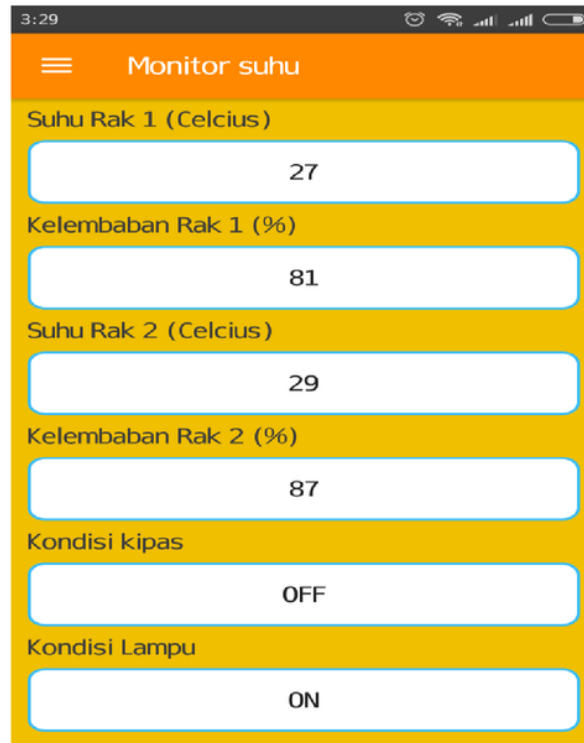 3:29
Monitor suhu
Suhu Rak 1 (Celcius)
27
Kelembaban Rak 1 (%)
81
Suhu Rak 2 (Celcius)
29
Kelembaban Rak 2 (%)
87
Kondisi kipas
OFF
Kondisi Lampu
ON